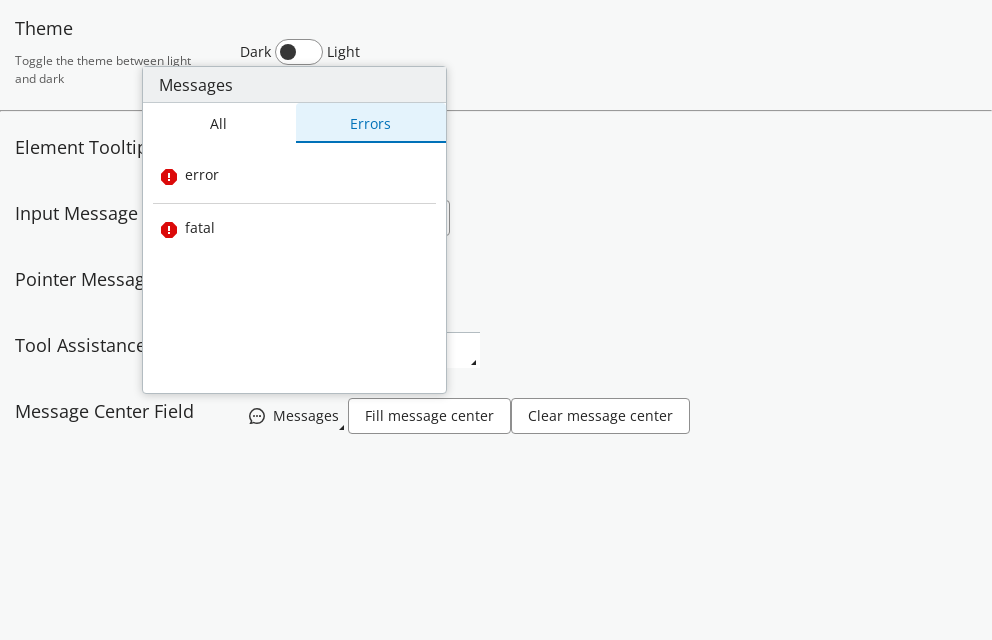 Theme
Toggle the theme between light
and dark
Dark Light
Messages
All Errors
error
fatal
Element Tooltip
Input Message
Pointer Messag
Tool Assistance
Message Center Field
Messages Fill message center Clear message center